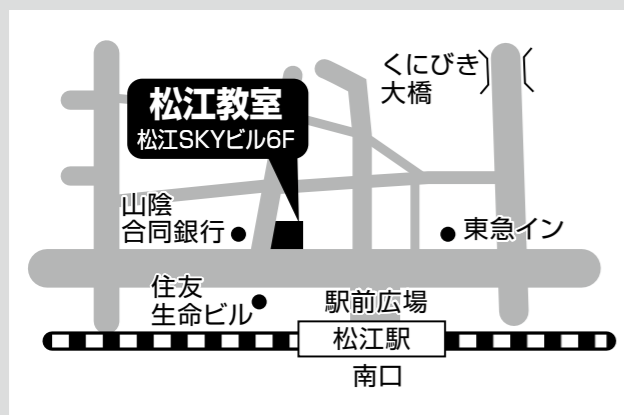 くにびき
大橋
松江教室
松江SKYビル6F
山陰
合同銀行
東急イン
住友
生命ビル
駅前広場
松江駅
南口